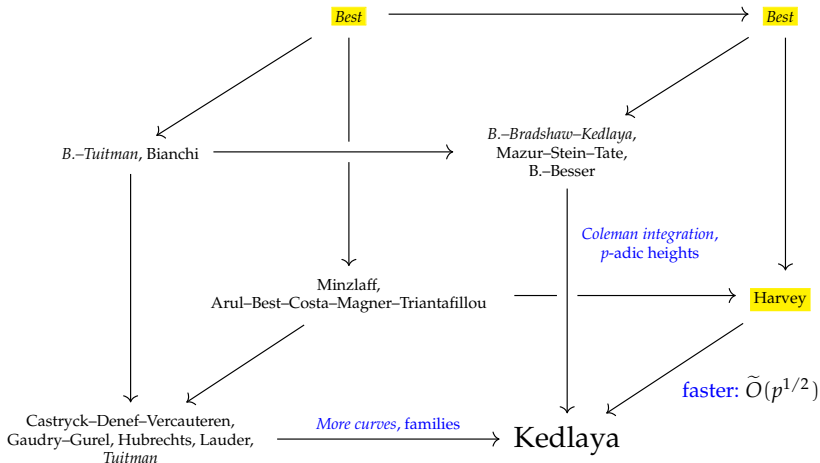 Best
Best
B.–Tuitman, Bianchi
B.–Bradshaw–Kedlaya,
Mazur–Stein–Tate,
B.–Besser
Coleman integration,
p-adic heights
Minzlaff,
Arul–Best–Costa–Magner–Triantafillou
Harvey
faster: Õ(p^{1/2})
Castryck–Denef–Vercauteren,
Gaudry–Gurel, Hubrechts, Lauder,
Tuitman
More curves, families
Kedlaya